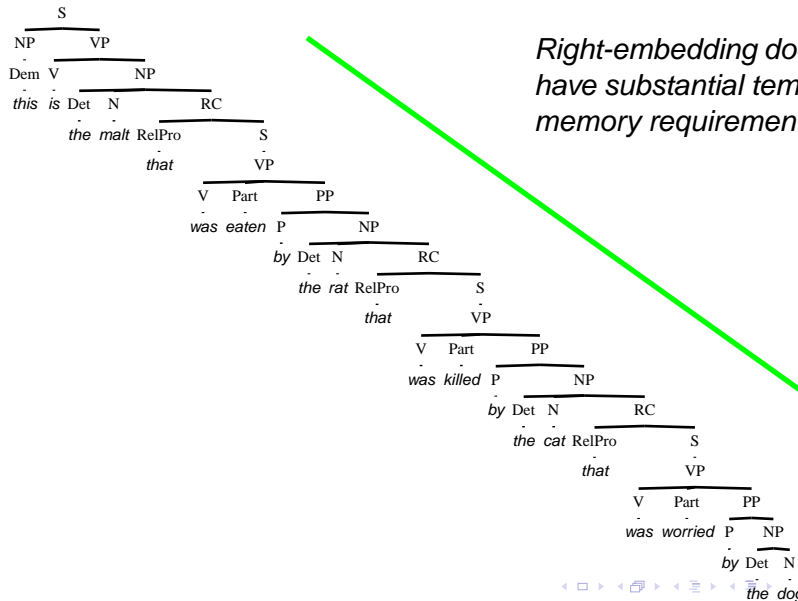 S
NP VP
Right-embedding do
Dem V NP
have substantial tem
this is Det N RC
memory requiremen
the malt RelPro S
that VP
V Part PP
was eaten P NP
by Det N RC
the rat RelPro S
that VP
V Part PP
was killed P NP
by Det N RC
the cat RelPro S
that VP
V Part PP
was worried P NP
by Det N
the dog